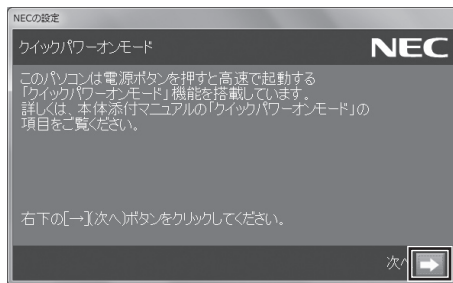 NECの設定
クイックパワーオンモード
NEC
このパソコンは電源ボタンを押すと高速で起動する
「クイックパワーオンモード」機能を搭載しています。
詳しくは、本体添付マニュアルの「クイックパワーオンモード」の
項目をご覧ください。
右下の[→](次へ)ボタンをクリックしてください。
次へ